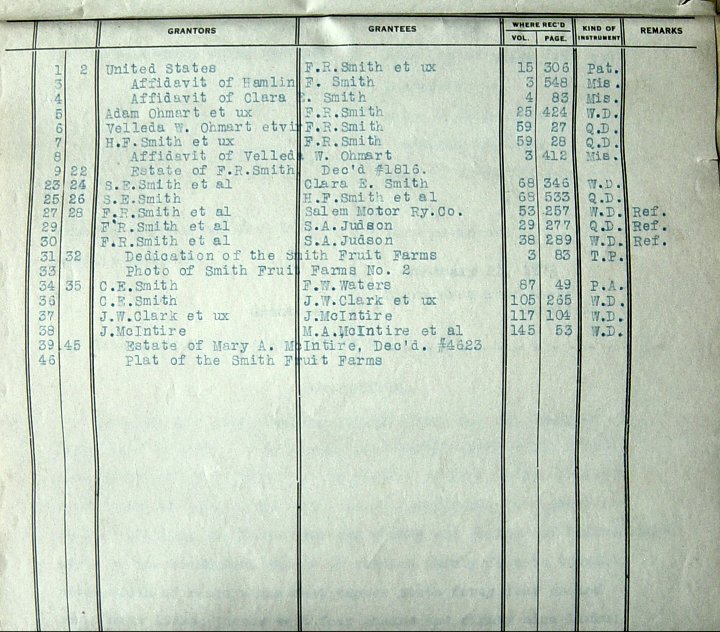 GRANTORS GRANTEES WHERE REC'D KIND OF INSTRUMENT REMARKS
VOL. PAGE.
1 2 United States F.R.Smith et ux 15 306 Pat.
3 Affidavit of Hamlin F. Smith 3 548 Mis.
4 Affidavit of Clara E. Smith 4 83 Mis.
5 Adam Ohmart et ux F.R.Smith 25 424 W.D.
6 Velleda W. Ohmart etvir F.R.Smith 59 27 Q.D.
7 H.F.Smith et ux F.R.Smith 59 28 Q.D.
8 Affidavit of Velleda W. Ohmart 3 412 Mis.
9 22 Estate of F.R.Smith, Dec'd #1816.
23 24 S.E.Smith et al Clara E. Smith 68 346 W.D.
25 26 S.E.Smith H.F.Smith et al 68 533 Q.D.
27 28 F.R.Smith et al Salem Motor Ry.Co. 53 257 W.D. Ref.
29 F.R.Smith et al S.A.Judson 29 277 Q.D. Ref.
30 F.R.Smith et al S.A.Judson 38 289 W.D. Ref.
31 32 Dedication of the Smith Fruit Farms 3 83 T.P.
33 Photo of Smith Fruit Farms No. 2
34 35 C.E.Smith F.W.Waters 87 49 P.A.
36 C.E.Smith J.W.Clark et ux 105 265 W.D.
37 J.W.Clark et ux J.McIntire 117 104 W.D.
38 J.McIntire M.A.McIntire et al 145 53 W.D.
39.45 Estate of Mary A. McIntire, Dec'd. #4623
46 Plat of the Smith Fruit Farms